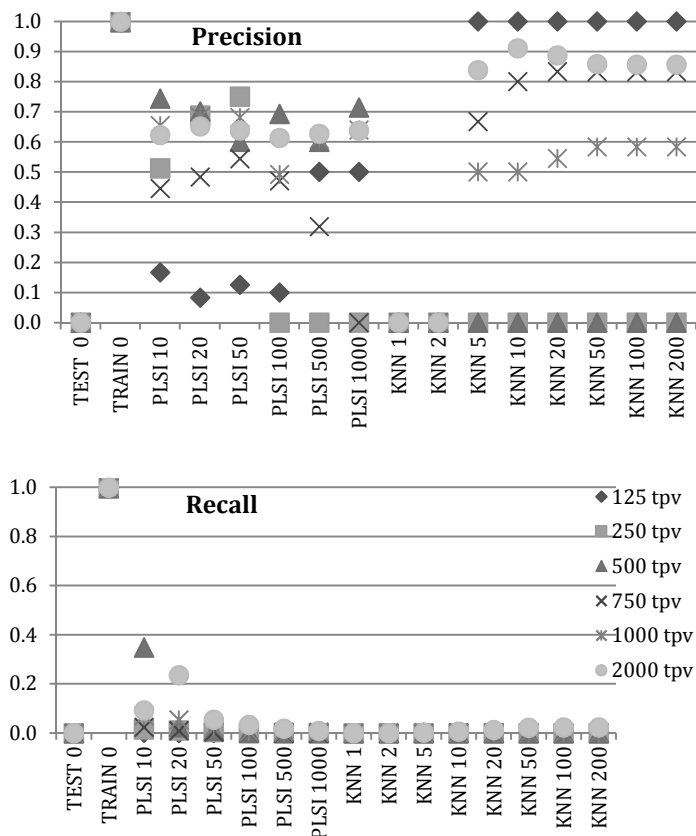 Precision
1.0
0.9
0.8
0.7
0.6
0.5
0.4
0.3
0.2
0.1
0.0
TEST 0
TRAIN 0
PLSI 10
PLSI 20
PLSI 50
PLSI 100
PLSI 500
PLSI 1000
KNN 1
KNN 2
KNN 5
KNN 10
KNN 20
KNN 50
KNN 100
KNN 200
Recall
1.0
0.8
0.6
0.4
0.2
0.0
125 tpv
250 tpv
500 tpv
750 tpv
1000 tpv
2000 tpv
TEST 0
TRAIN 0
PLSI 10
PLSI 20
PLSI 50
PLSI 100
PLSI 500
PLSI 1000
KNN 1
KNN 2
KNN 5
KNN 10
KNN 20
KNN 50
KNN 100
KNN 200